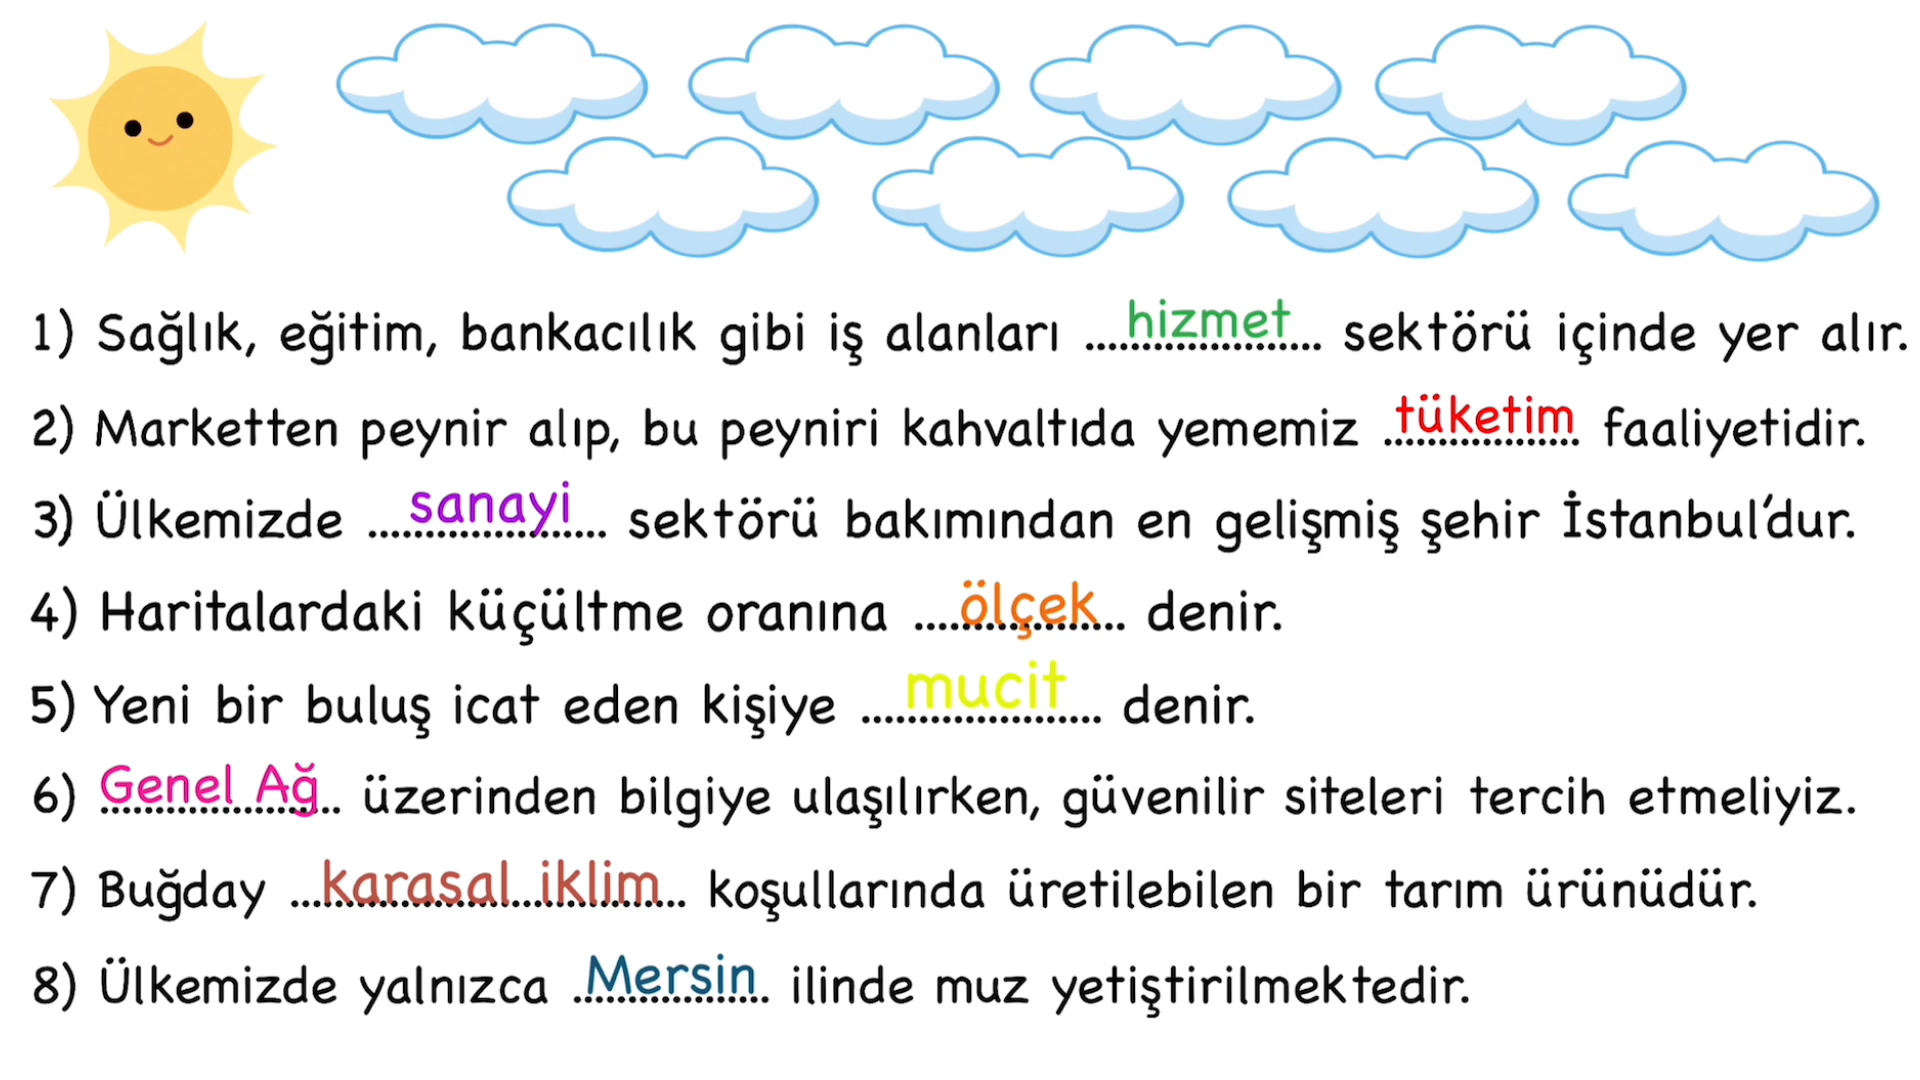 1) Sağlık, eğitim, bankacılık gibi iş alanları ....hizmet.... sektörü içinde yer alır.
2) Marketten peynir alıp, bu peyniri kahvaltıda yememiz ..tüketim.. faaliyetidir.
3) Ülkemizde ....sanayi.... sektörü bakımından en gelişmiş şehir İstanbul'dur.
4) Haritalardaki küçültme oranına ....ölçek.... denir.
5) Yeni bir buluş icat eden kişiye ....mucit.... denir.
6) Genel Ağ.. üzerinden bilgiye ulaşılırken, güvenilir siteleri tercih etmeliyiz.
7) Buğday ...karasal iklim... koşullarında üretilebilen bir tarım ürünüdür.
8) Ülkemizde yalnızca ..Mersin.. ilinde muz yetiştirilmektedir.